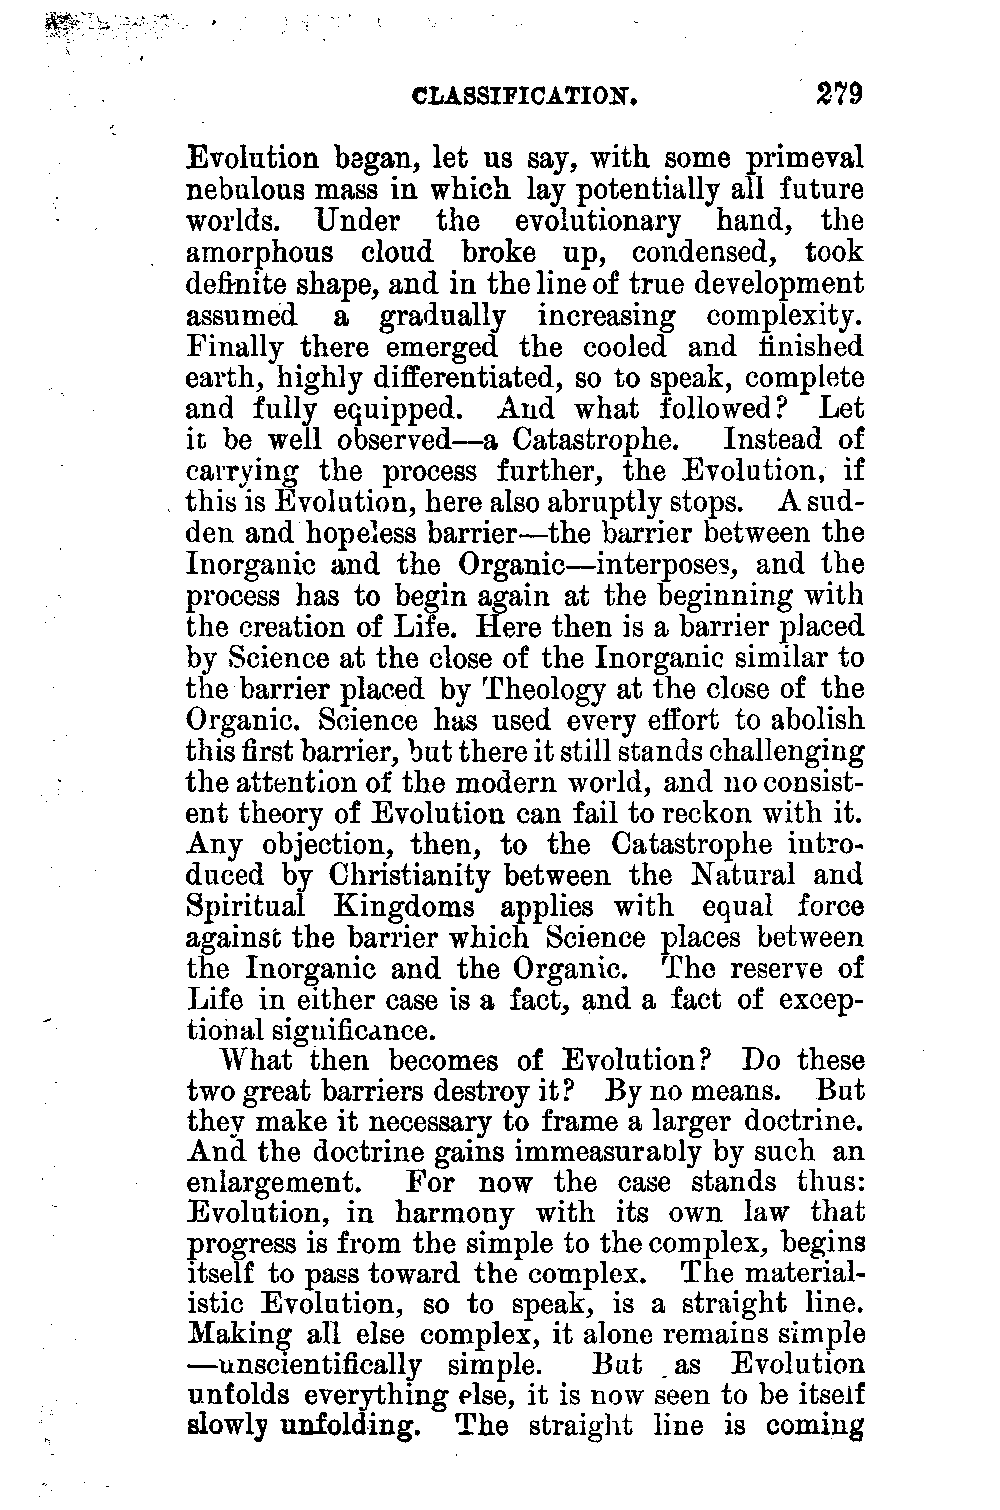 CLASSIFICATION. 279
Evolution began, let us say, with some primeval
nebulous mass in which lay potentially all future
worlds. Under the evolutionary hand, the
amorphous cloud broke up, condensed, took
definite shape, and in the line of true development
assumed a gradually increasing complexity.
Finally there emerged the cooled and finished
earth, highly differentiated, so to speak, complete
and fully equipped. And what followed? Let
it be well observed—a Catastrophe. Instead of
carrying the process further, the Evolution, if
this is Evolution, here also abruptly stops. A sud-
den and hopeless barrier—the barrier between the
Inorganic and the Organic—interposes, and the
process has to begin again at the beginning with
the creation of Life. Here then is a barrier placed
by Science at the close of the Inorganic similar to
the barrier placed by Theology at the close of the
Organic. Science has used every effort to abolish
this first barrier, but there it still stands challenging
the attention of the modern world, and no consist-
ent theory of Evolution can fail to reckon with it.
Any objection, then, to the Catastrophe intro-
duced by Christianity between the Natural and
Spiritual Kingdoms applies with equal force
against the barrier which Science places between
the Inorganic and the Organic. The reserve of
Life in either case is a fact, and a fact of excep-
tional significance.
What then becomes of Evolution? Do these
two great barriers destroy it? By no means. But
they make it necessary to frame a larger doctrine.
And the doctrine gains immeasurably by such an
enlargement. For now the case stands thus:
Evolution, in harmony with its own law that
progress is from the simple to the complex, begins
itself to pass toward the complex. The material-
istic Evolution, so to speak, is a straight line.
Making all else complex, it alone remains simple
—unscientifically simple. But as Evolution
unfolds everything else, it is now seen to be itself
slowly unfolding. The straight line is coming